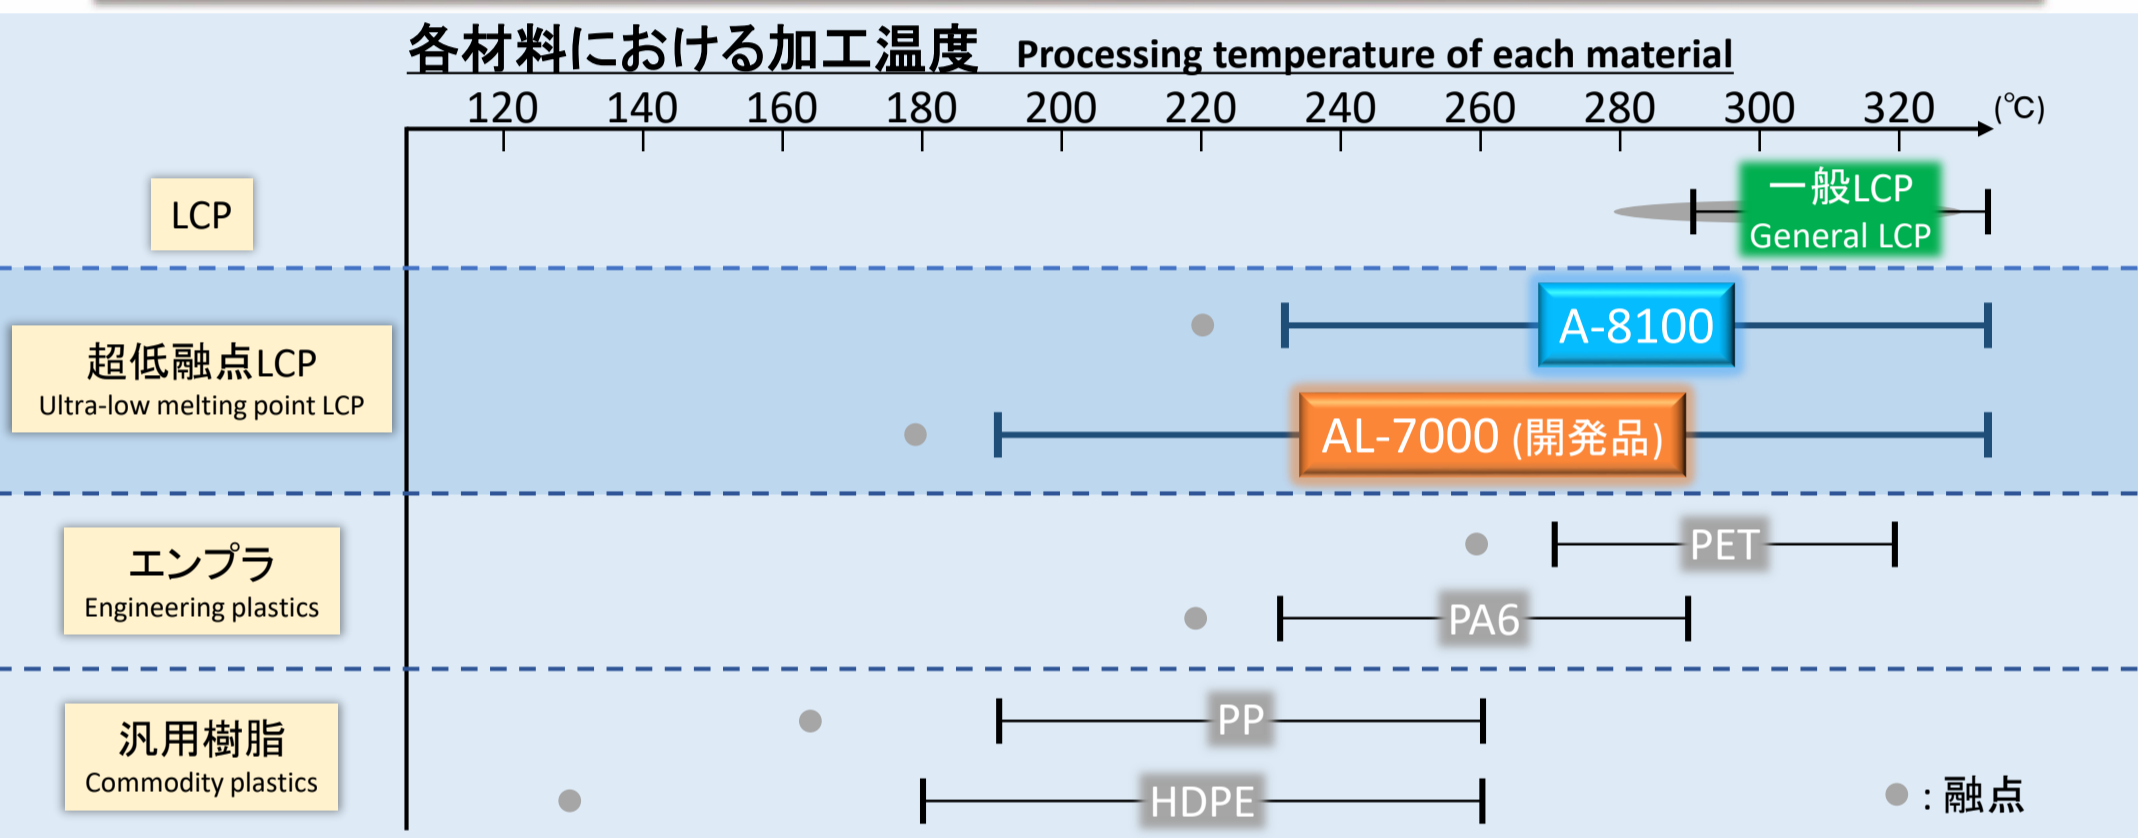 各材料における加工温度 Processing temperature of each material
120 140 160 180 200 220 240 260 280 300 320 (℃)
LCP
一般LCP
General LCP
超低融点LCP
Ultra-low melting point LCP
A-8100
AL-7000 (開発品)
エンプラ
Engineering plastics
PET
PA6
汎用樹脂
Commodity plastics
PP
HDPE
: 融点